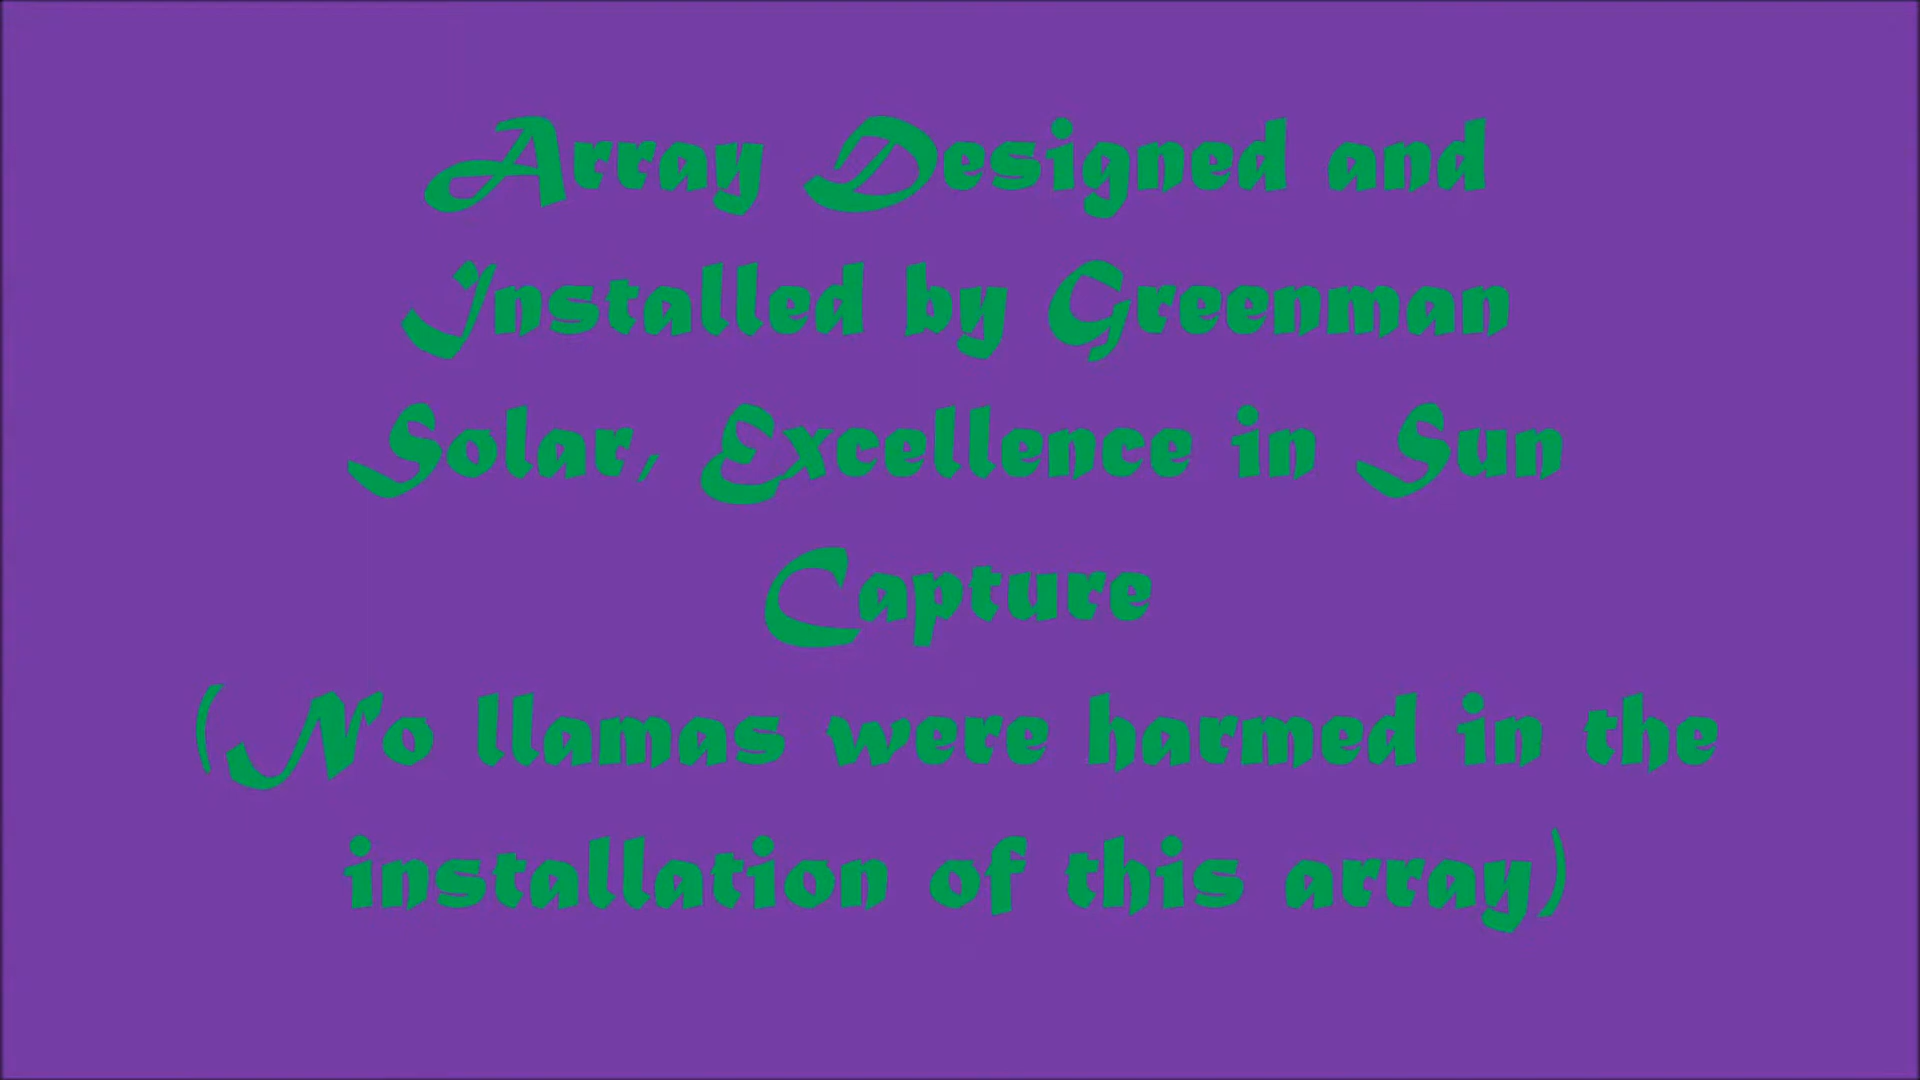 Array Designed and
Installed by Greenman
Solar, Excellence in Sun
Capture
(No llamas were harmed in the
installation of this array)